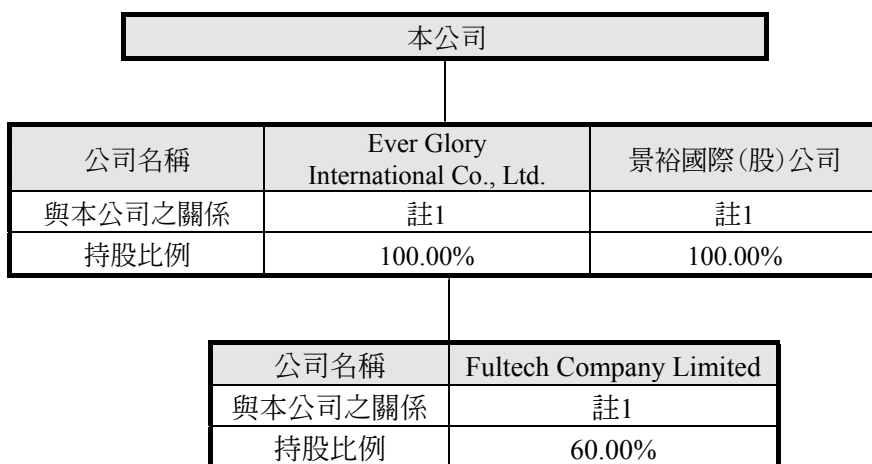 本公司
公司名稱 Ever Glory International Co., Ltd. 景裕國際(股)公司
與本公司之關係 註1 註1
持股比例 100.00% 100.00%
公司名稱 Fultech Company Limited
與本公司之關係 註1
持股比例 60.00%